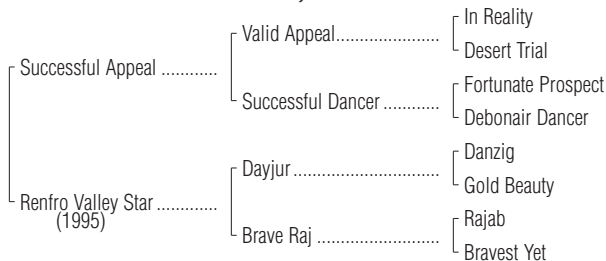 In Reality
Valid Appeal..................
Desert Trial
Successful Appeal ............
Fortunate Prospect
Successful Dancer ............
Debonair Dancer
Danzig
Dayjur ...............................
Gold Beauty
Renfro Valley Star .............
(1995)
Rajab
Brave Raj ..........................
Bravest Yet